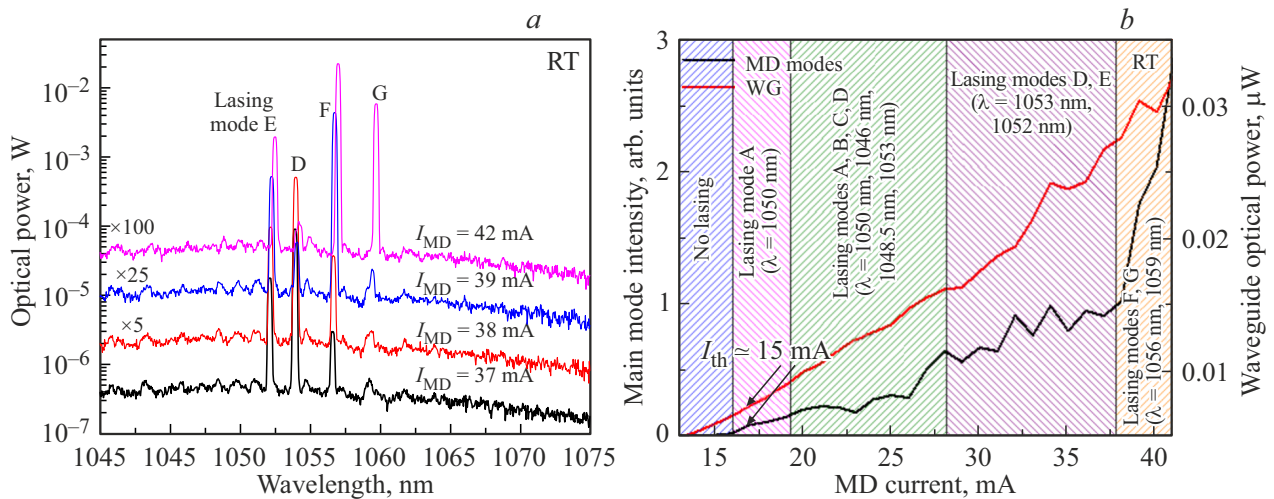 a
RT
Optical power, W
10⁻²
10⁻³
10⁻⁴
10⁻⁵
10⁻⁶
10⁻⁷
Lasing
mode E
D
F
G
×100
I_MD = 42 mA
×25
I_MD = 39 mA
×5
I_MD = 38 mA
I_MD = 37 mA
1045 1050 1055 1060 1065 1070 1075
Wavelength, nm
b
RT
Main mode intensity, arb. units
3
2
1
0
MD modes
WG
No lasing
Lasing mode A
(λ = 1050 nm)
Lasing modes A, B, C, D
(λ = 1050 nm, 1046 nm,
1048.5 nm, 1053 nm)
Lasing modes D, E
(λ = 1053 nm,
1052 nm)
Lasing modes F, G
(λ = 1056 nm, 1059 nm)
I_th ≃ 15 mA
0.03
0.02
0.01
Waveguide optical power, μW
15 20 25 30 35 40
MD current, mA